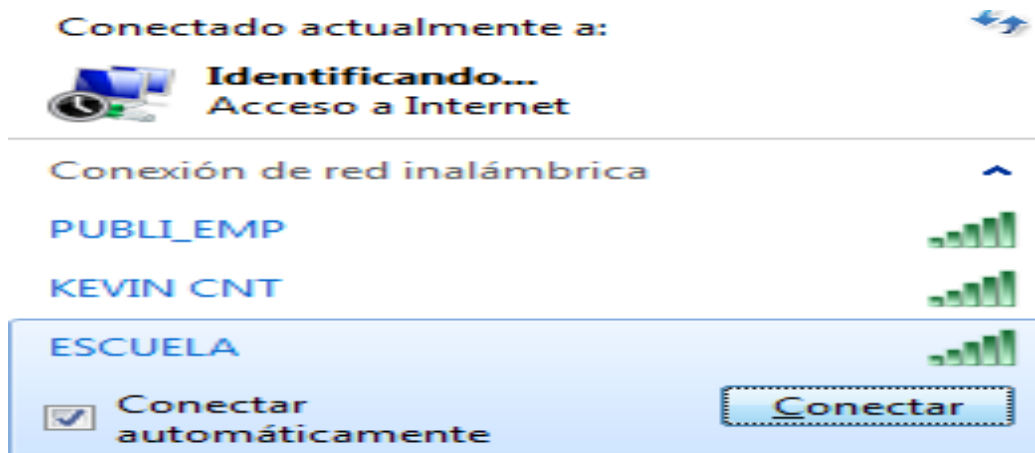 Conectado actualmente a:
Identificando...
Acceso a Internet
Conexión de red inalámbrica
PUBLI_EMP
KEVIN CNT
ESCUELA
Conectar
automáticamente
Conectar